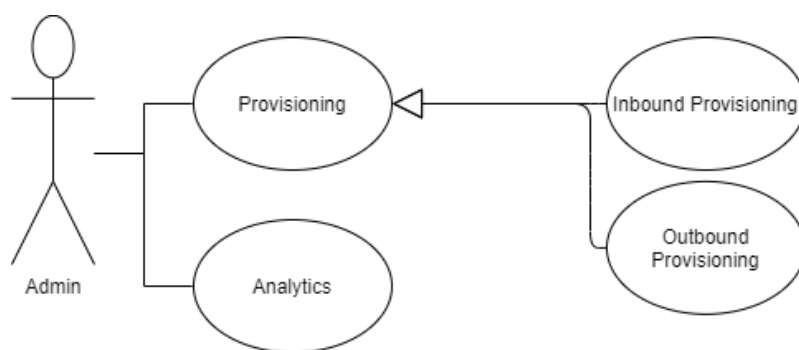 Provisioning
Inbound Provisioning
Outbound
Provisioning
Admin
Analytics